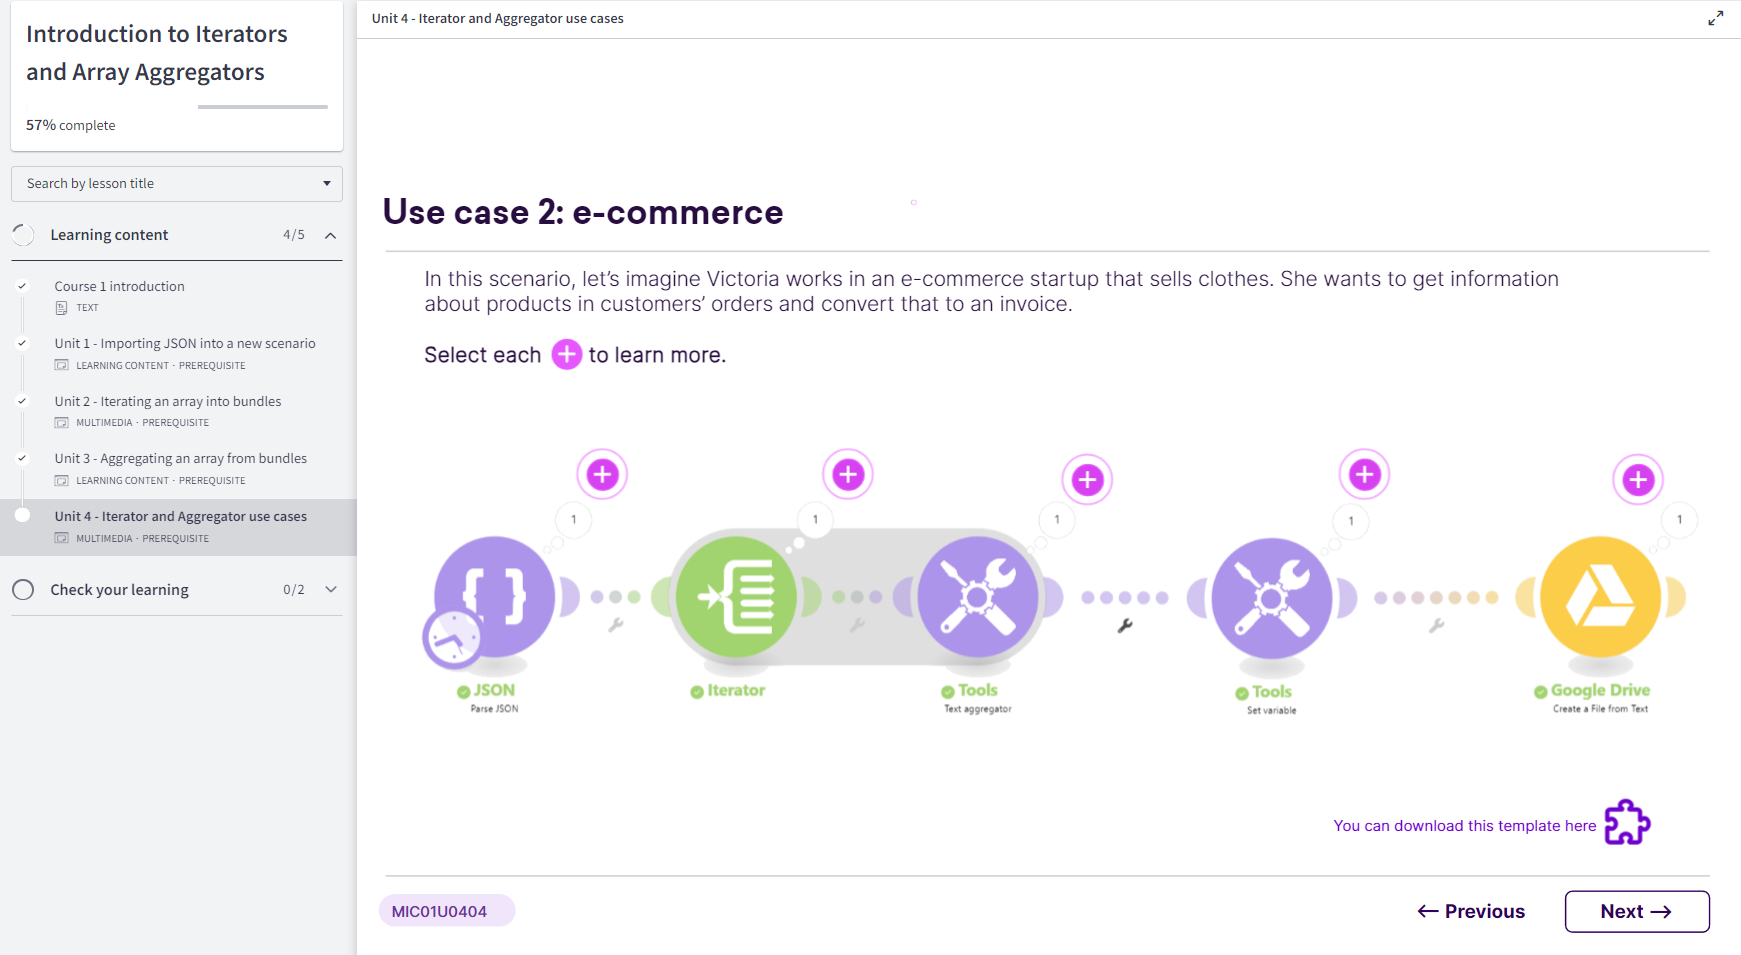 Introduction to Iterators
and Array Aggregators
57% complete
Search by lesson title
Learning content 4/5
Course 1 introduction
TEXT
Unit 1 - Importing JSON into a new scenario
LEARNING CONTENT · PREREQUISITE
Unit 2 - Iterating an array into bundles
MULTIMEDIA · PREREQUISITE
Unit 3 - Aggregating an array from bundles
LEARNING CONTENT · PREREQUISITE
Unit 4 - Iterator and Aggregator use cases
MULTIMEDIA · PREREQUISITE
Check your learning 0/2
Unit 4 - Iterator and Aggregator use cases
Use case 2: e-commerce
In this scenario, let's imagine Victoria works in an e-commerce startup that sells clothes. She wants to get information
about products in customers' orders and convert that to an invoice.
Select each + to learn more.
1 1 1 1 1
JSON
Parse JSON
Iterator
Tools
Text aggregator
Tools
Set variable
Google Drive
Create a File from Text
You can download this template here
MIC01U0404
← Previous
Next →